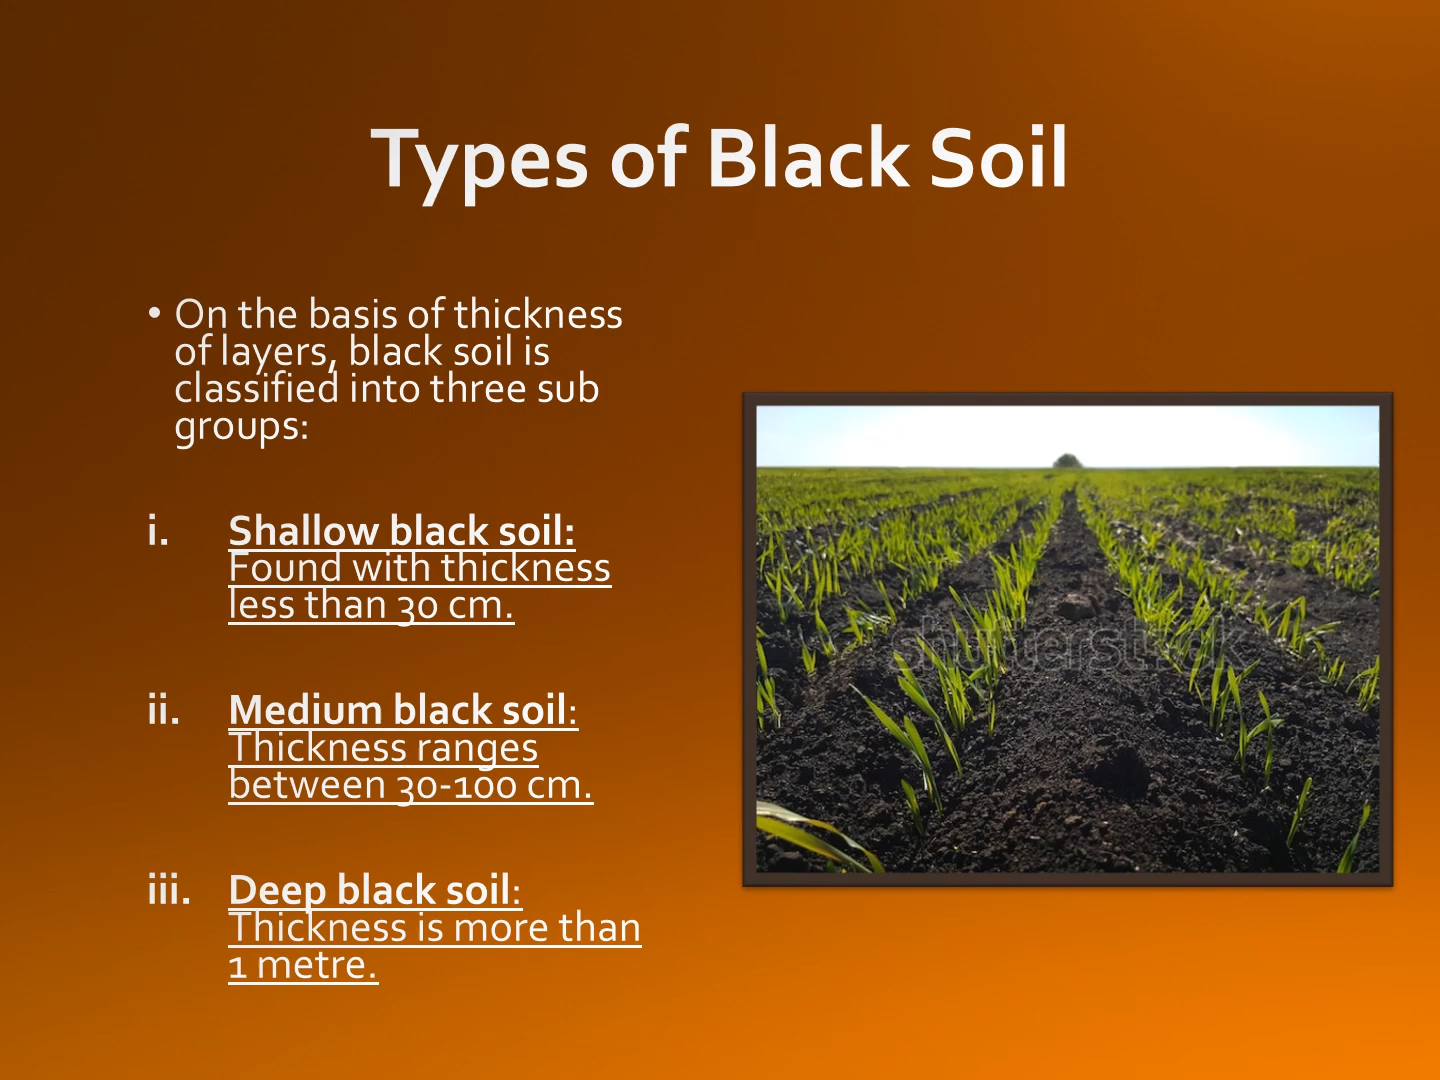 Types of Black Soil
• On the basis of thickness
of layers, black soil is
classified into three sub
groups:
i. Shallow black soil:
Found with thickness
less than 30 cm.
ii. Medium black soil:
Thickness ranges
between 30-100 cm.
iii. Deep black soil:
Thickness is more than
1 metre.
shutterstock